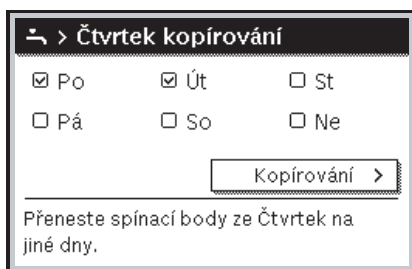 > Čtvrtek kopírování
Po Út St
Pá So Ne
Kopírování >
Přeneste spínací body ze Čtvrtek na
jiné dny.